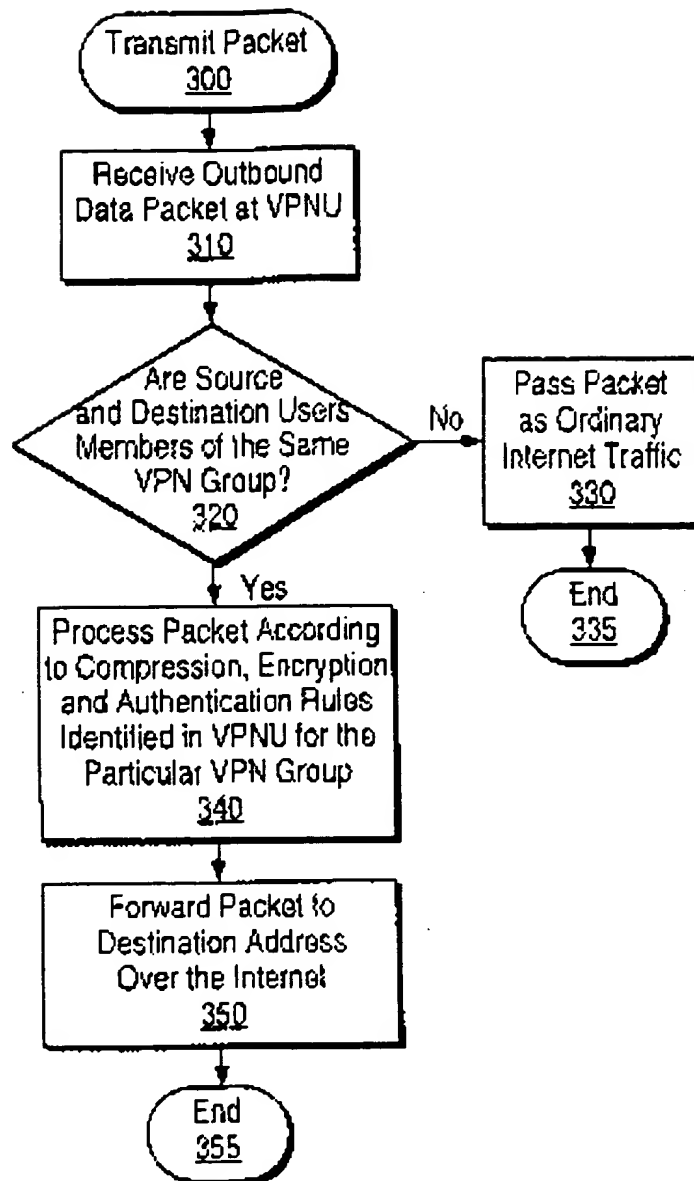 Transmit Packet
300
Receive Outbound
Data Packet at VPNU
310
Are Source
and Destination Users
Members of the Same
VPN Group?
320
No
Pass Packet
as Ordinary
Internet Traffic
330
End
335
Yes
Process Packet According
to Compression, Encryption
and Authentication Rules
Identified in VPNU for the
Particular VPN Group
340
Forward Packet to
Destination Address
Over the Internet
350
End
355